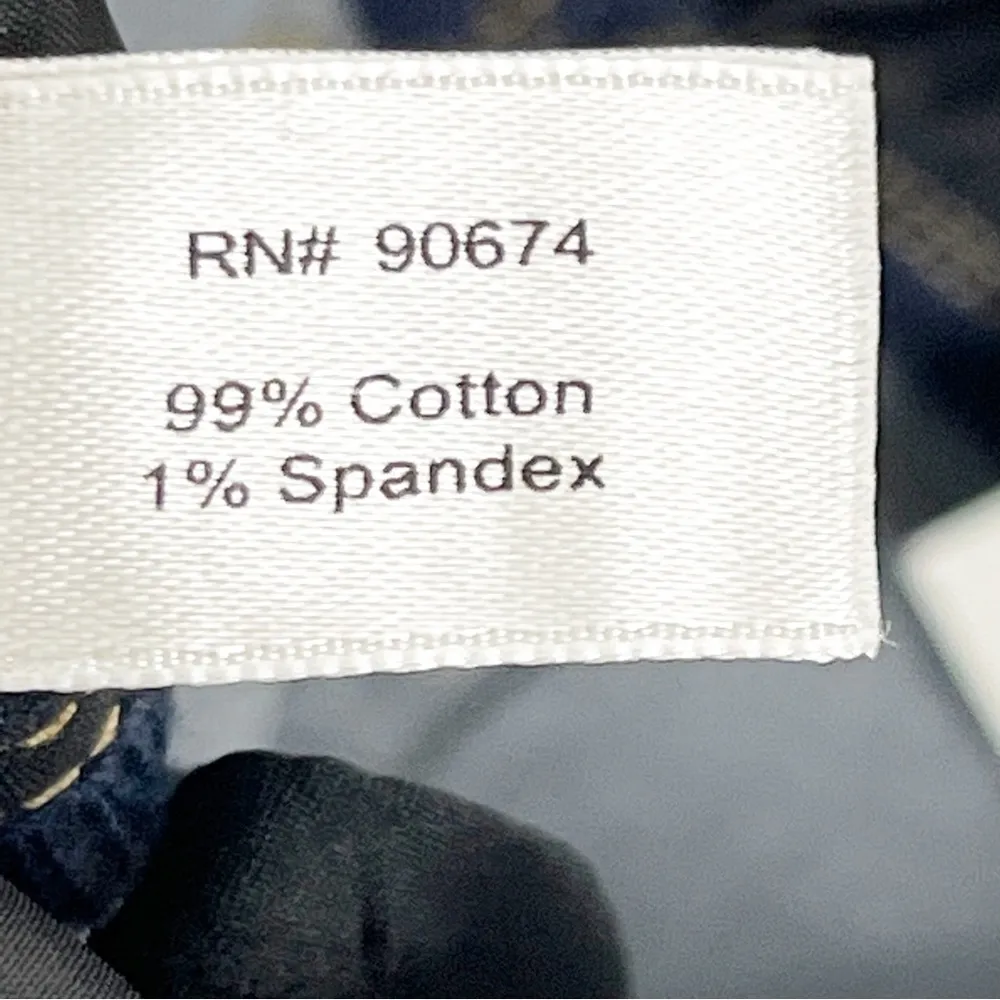 RN# 90674
99% Cotton
1% Spandex